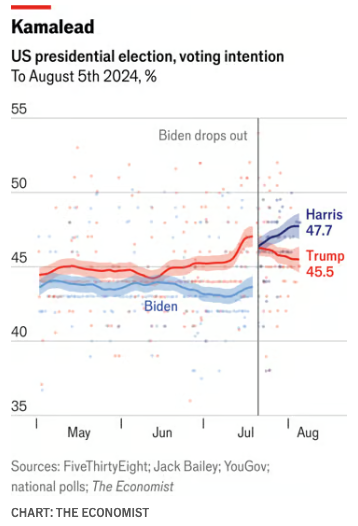 Kamalead
US presidential election, voting intention
To August 5th 2024, %
55
Biden drops out
50
Harris
47.7
Trump
45.5
45
Biden
40
35
May
Jun
Jul
Aug
Sources: FiveThirtyEight; Jack Bailey; YouGov;
national polls; The Economist
CHART: THE ECONOMIST